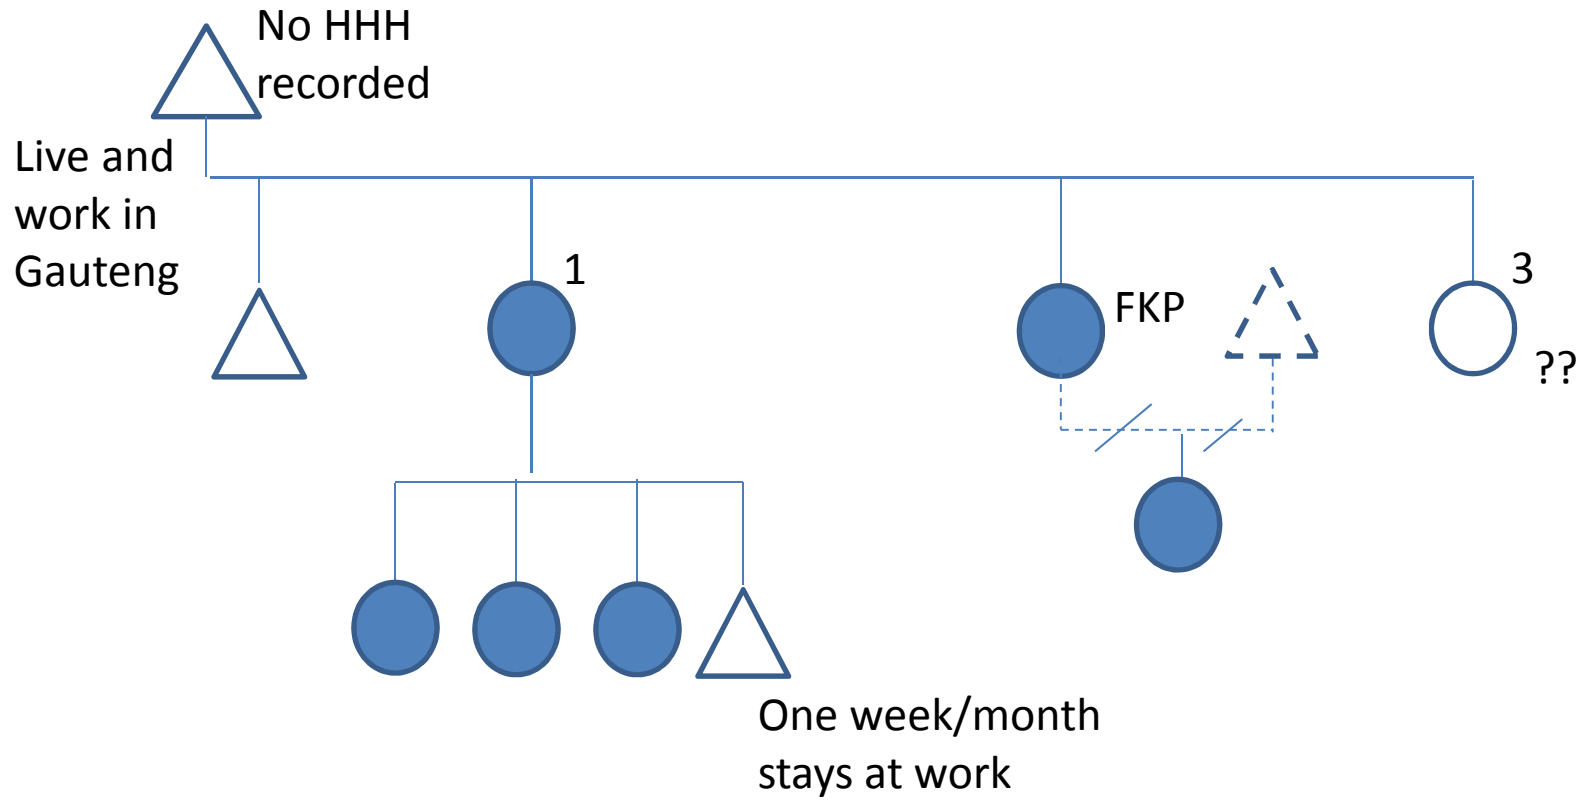 No HHH
recorded
Live and
work in
Gauteng
1
FKP
3
??
One week/month
stays at work